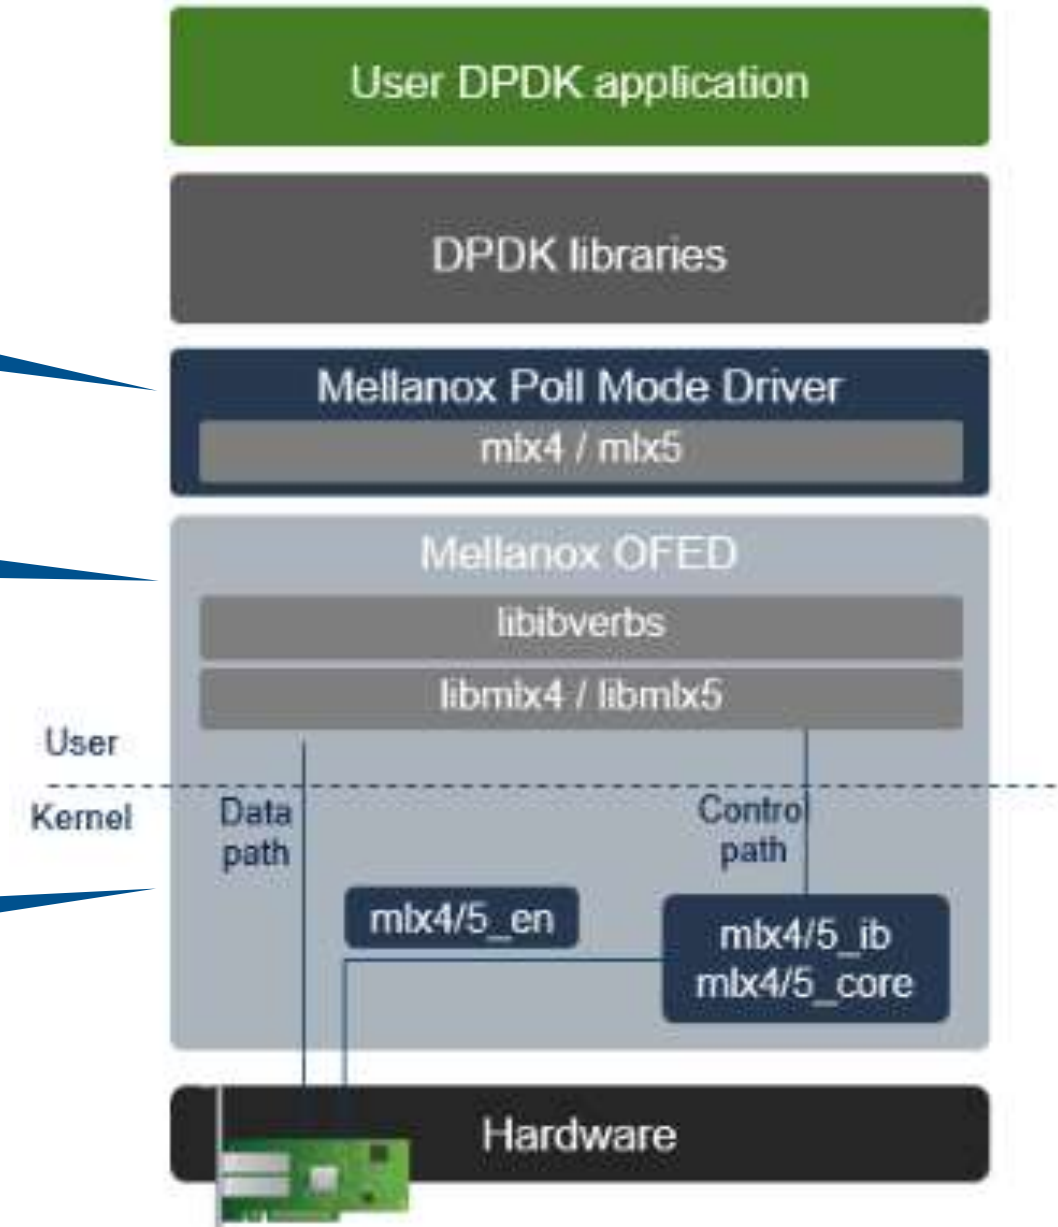 User DPDK application
DPDK libraries
Mellanox Poll Mode Driver
mlx4 / mlx5
Mellanox OFED
libibverbs
libmlx4 / libmlx5
User
Kernel
Data
path
Control
path
mlx4/5_en
mlx4/5_ib
mlx4/5_core
Hardware